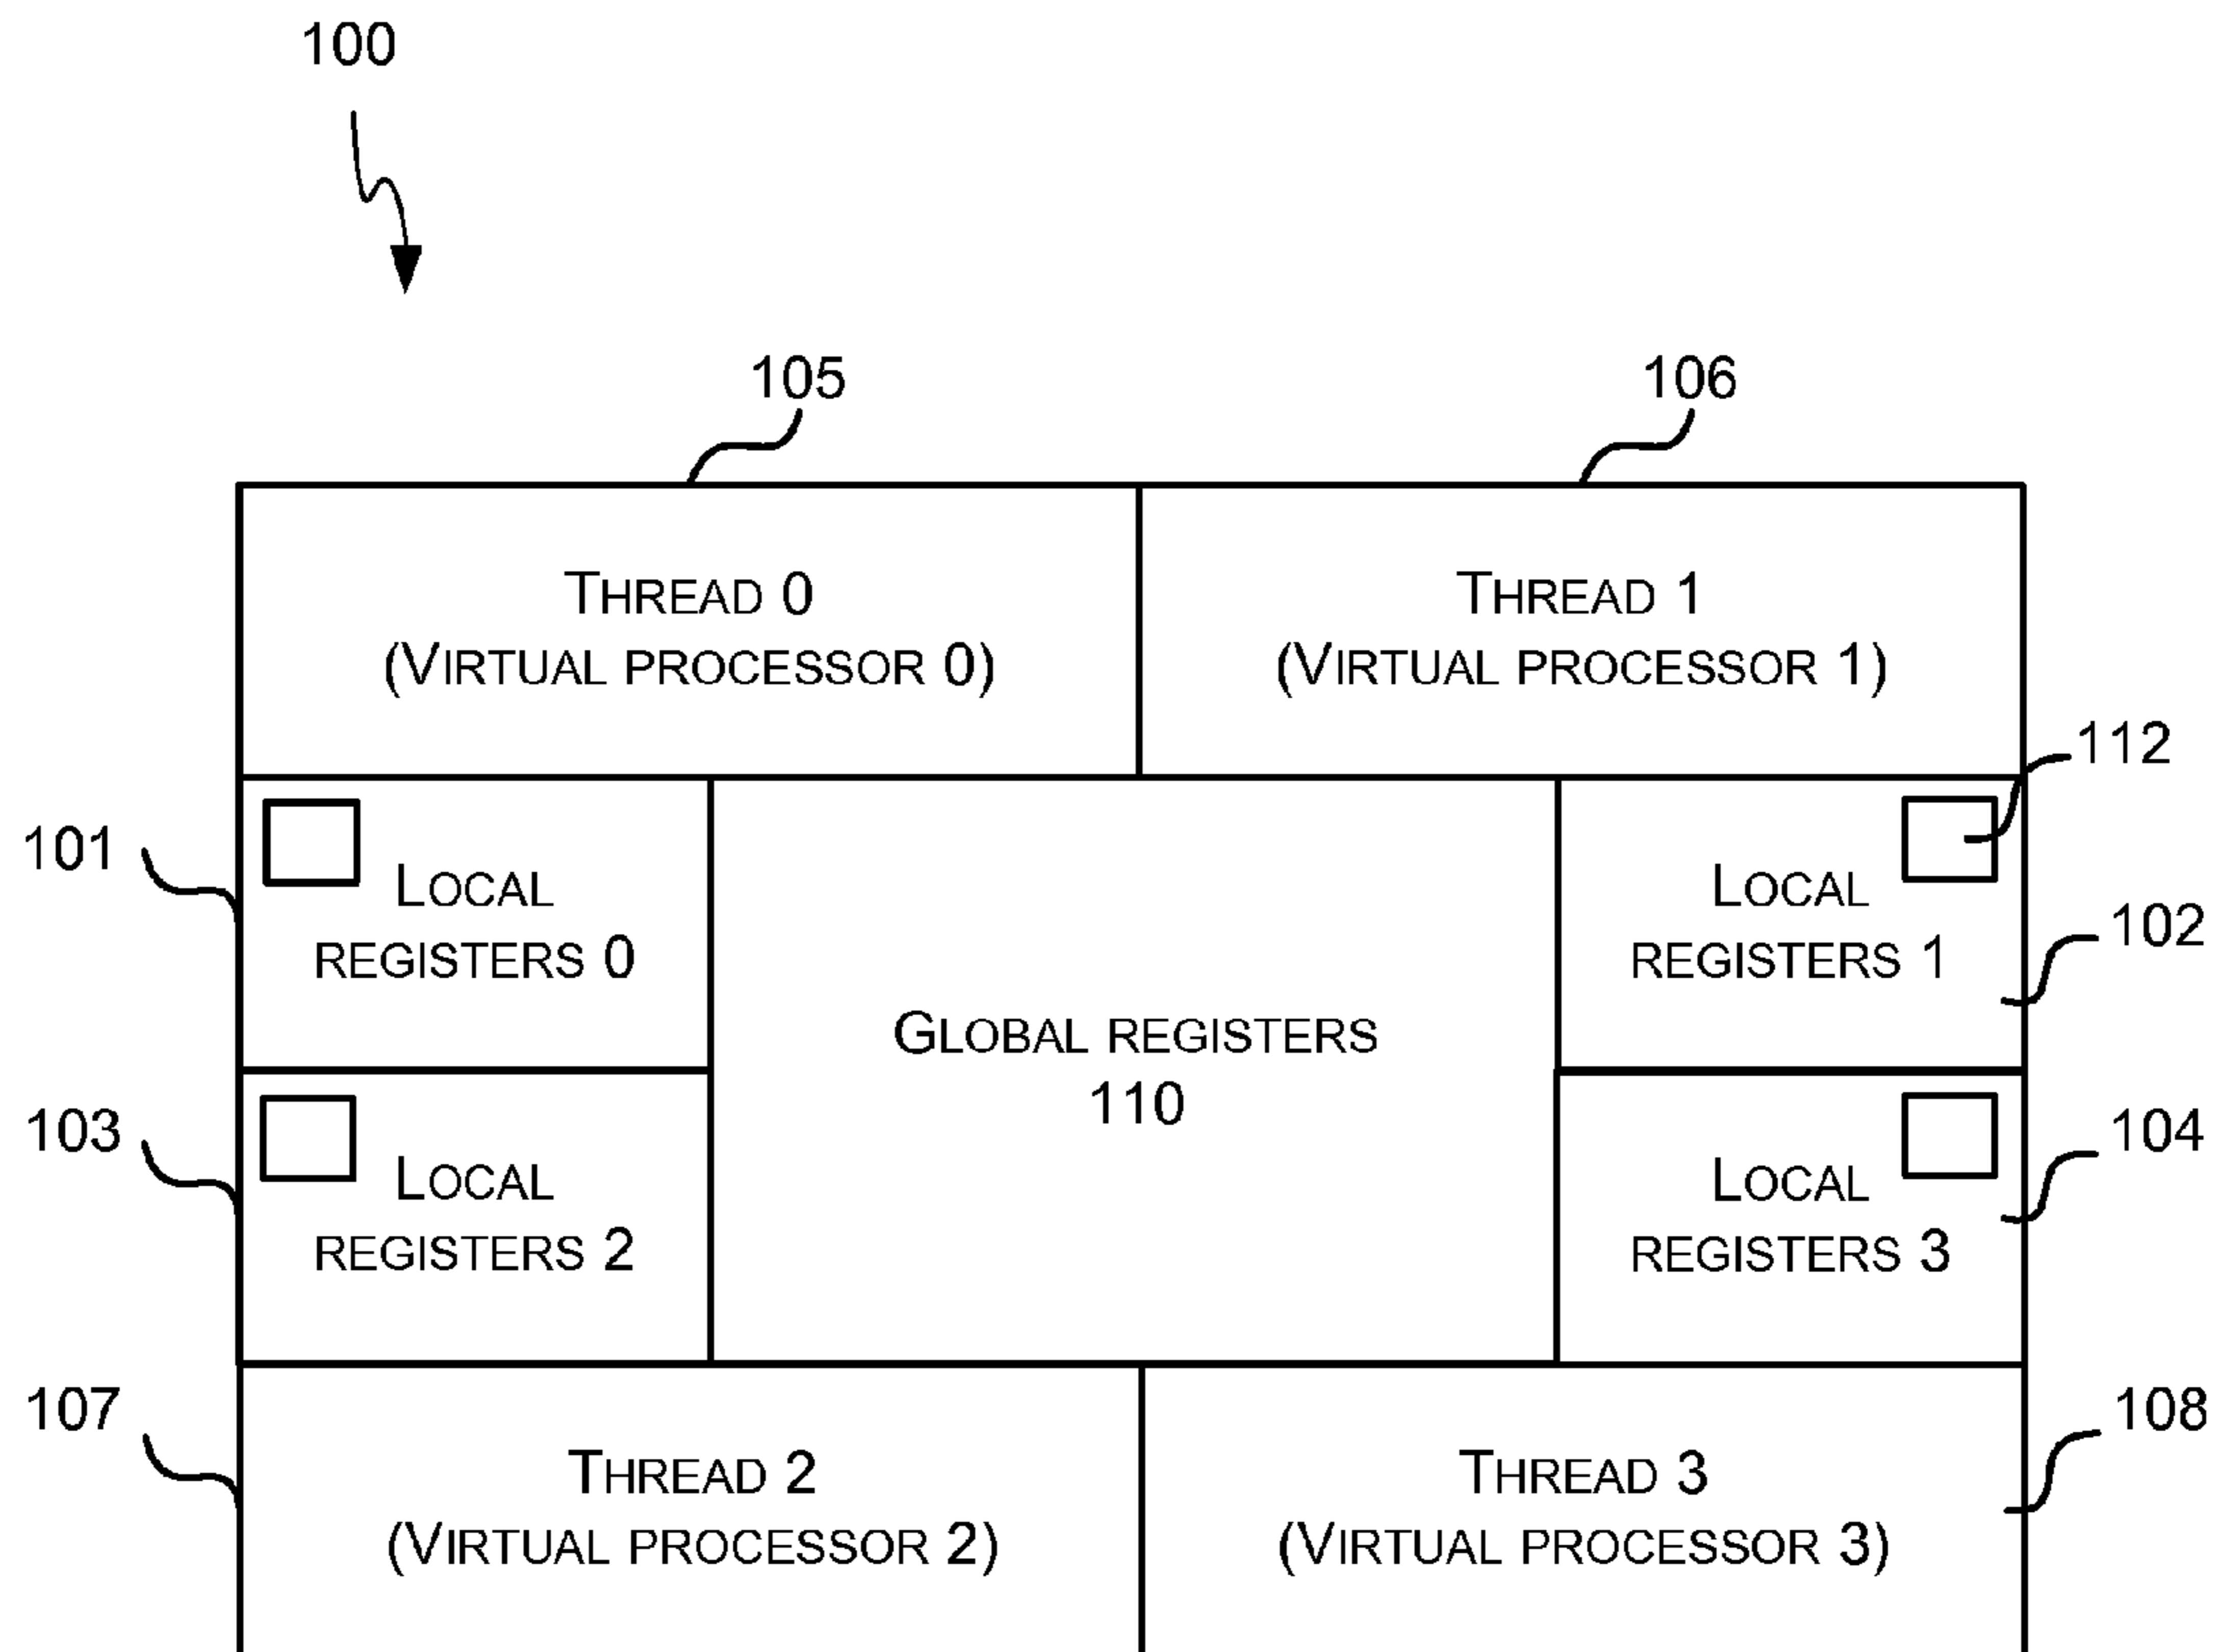 100
105
106
THREAD 0
(VIRTUAL PROCESSOR 0)
THREAD 1
(VIRTUAL PROCESSOR 1)
112
101
LOCAL
REGISTERS 0
LOCAL
REGISTERS 1
102
GLOBAL REGISTERS
110
103
LOCAL
REGISTERS 2
LOCAL
REGISTERS 3
104
107
THREAD 2
(VIRTUAL PROCESSOR 2)
THREAD 3
(VIRTUAL PROCESSOR 3)
108